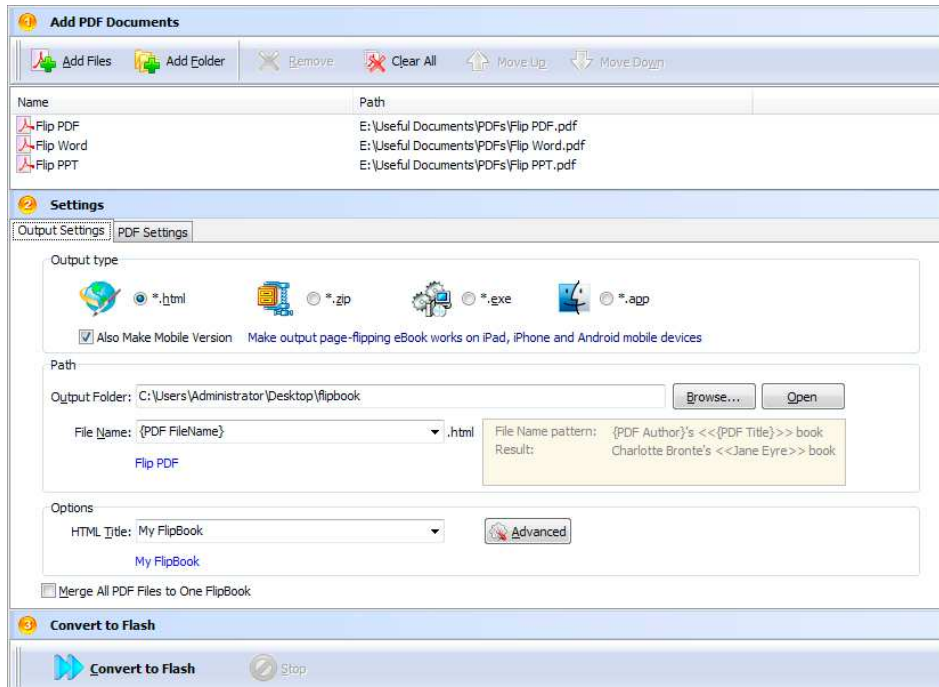 1 Add PDF Documents
Add Files Add Folder Remove Clear All Move Up Move Down
Name Path
Flip PDF E:\Useful Documents\PDFs\Flip PDF.pdf
Flip Word E:\Useful Documents\PDFs\Flip Word.pdf
Flip PPT E:\Useful Documents\PDFs\Flip PPT.pdf
2 Settings
Output Settings PDF Settings
Output type
*.html *.zip *.exe *.app
Also Make Mobile Version Make output page-flipping eBook works on iPad, iPhone and Android mobile devices
Path
Output Folder: C:\Users\Administrator\Desktop\flipbook Browse... Open
File Name: {PDF FileName} .html File Name pattern: {PDF Author}'s <<{PDF Title}>> book
Flip PDF Result: Charlotte Bronte's <<Jane Eyre>> book
Options
HTML Title: My FlipBook Advanced
My FlipBook
Merge All PDF Files to One FlipBook
3 Convert to Flash
Convert to Flash Stop